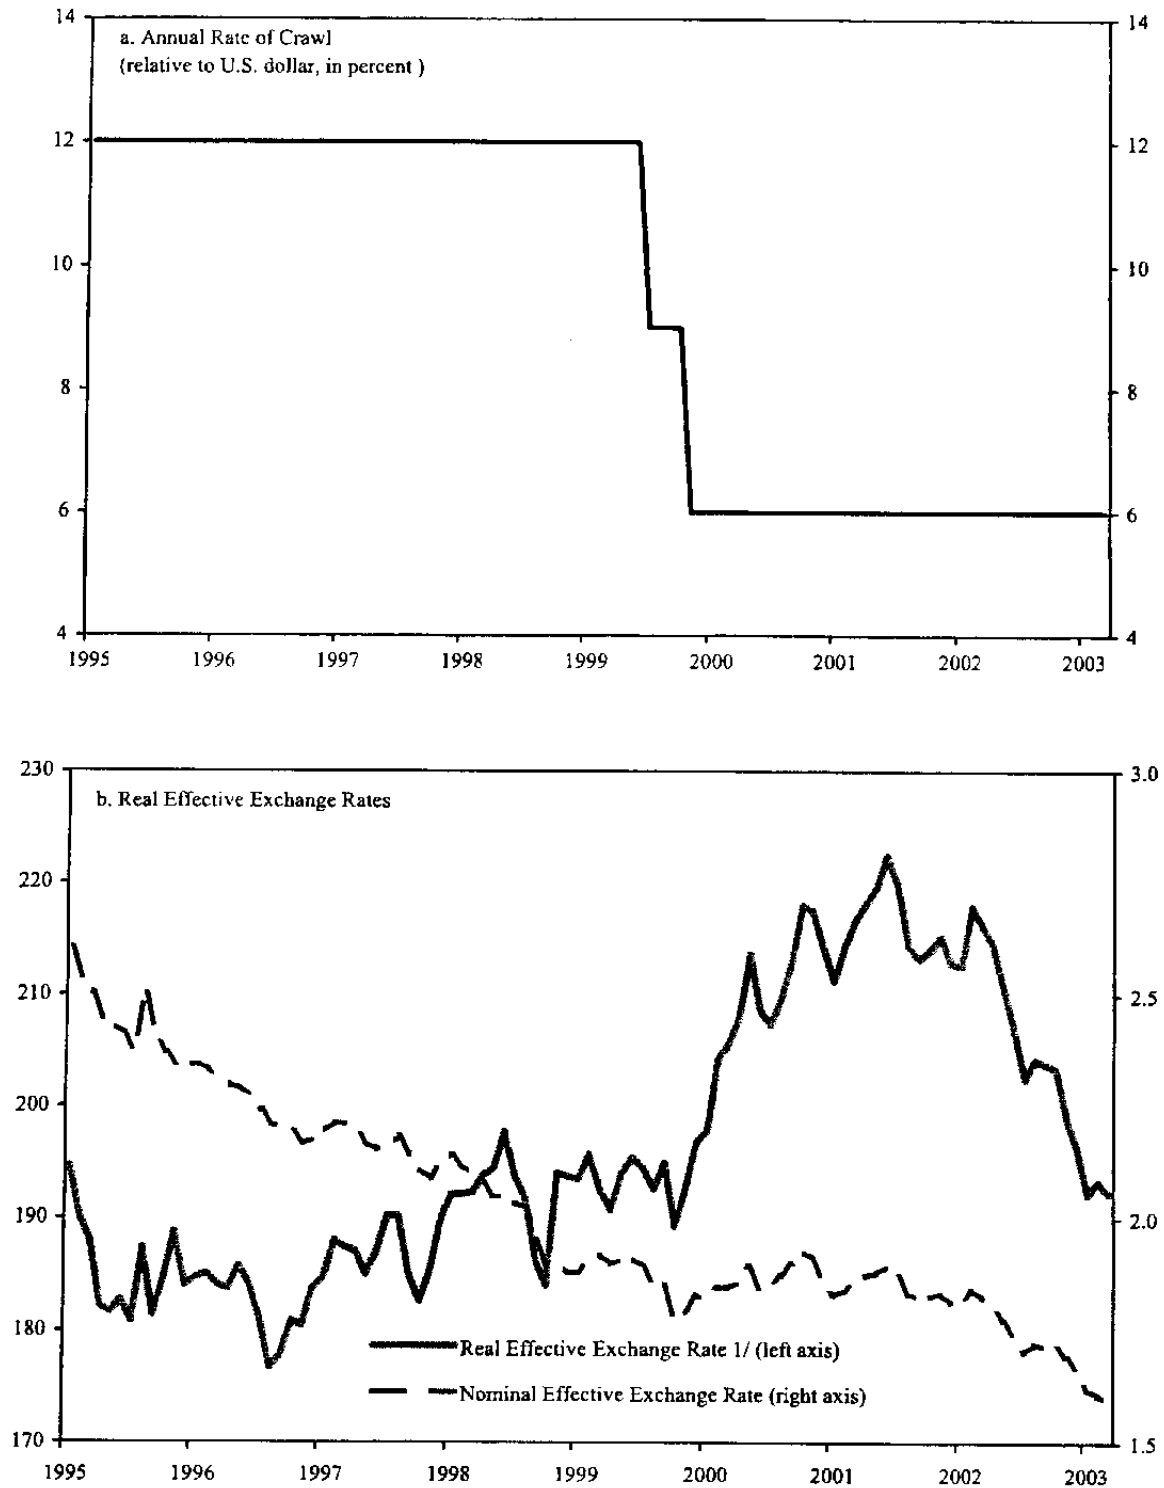 14 14
a. Annual Rate of Crawl
(relative to U.S. dollar, in percent )
12 12
10 10
8 8
6 6
4 4
1995 1996 1997 1998 1999 2000 2001 2002 2003
230 3.0
b. Real Effective Exchange Rates
220
210 2.5
200
190 2.0
180
Real Effective Exchange Rate 1/ (left axis)
Nominal Effective Exchange Rate (right axis)
170 1.5
1995 1996 1997 1998 1999 2000 2001 2002 2003